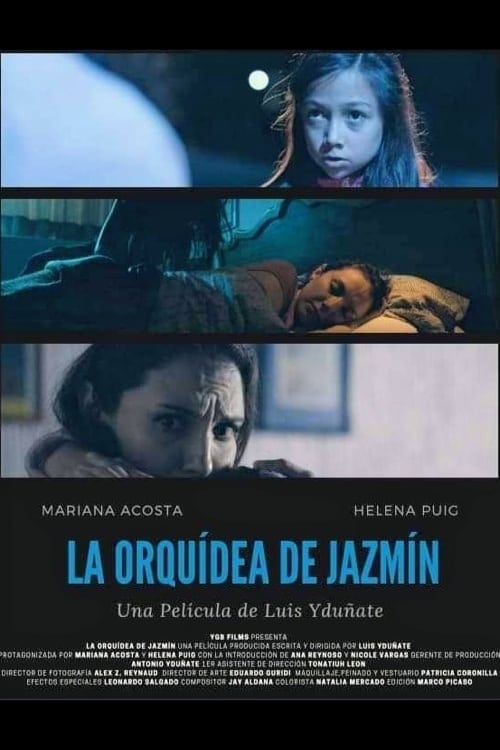 MARIANA ACOSTA HELENA PUIG
LA ORQUÍDEA DE JAZMÍN
Una Película de Luis Yduñate
YGB FILMS PRESENTA
LA ORQUÍDEA DE JAZMÍN UNA PELÍCULA PRODUCIDA ESCRITA Y DIRIGIDA POR LUIS YDUÑATE
PROTAGONIZADA POR MARIANA ACOSTA Y HELENA PUIG CON LA INTRODUCCIÓN DE ANA REYNOSO Y NICOLE VARGAS GERENTE DE PRODUCCIÓN
ANTONIO YDUÑATE 1ER ASISTENTE DE DIRECCIÓN TONATIUH LEON
DIRECTOR DE FOTOGRAFÍA ALEX Z. REYNAUD DIRECTOR DE ARTE EDUARDO GURIDI MAQUILLAJE,PEINADO Y VESTUARIO PATRICIA CORONILLA
EFECTOS ESPECIALES LEONARDO SALGADO COMPOSITOR JAY ALDANA COLORISTA NATALIA MERCADO EDICIÓN MARCO PICASO